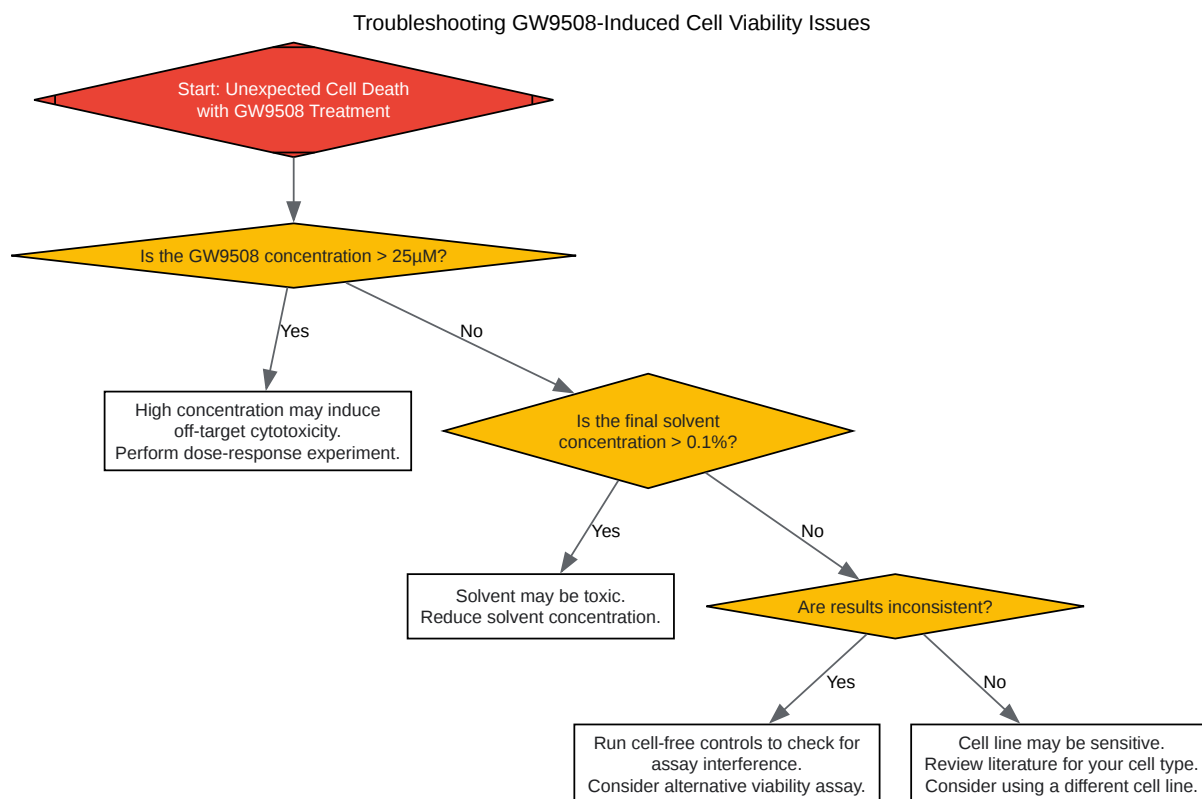 Troubleshooting GW9508-Induced Cell Viability Issues
Start: Unexpected Cell Death
with GW9508 Treatment
Is the GW9508 concentration > 25µM?
Yes
No
High concentration may induce
off-target cytotoxicity.
Perform dose-response experiment.
Is the final solvent
concentration > 0.1%?
Yes
No
Solvent may be toxic.
Reduce solvent concentration.
Are results inconsistent?
Yes
No
Run cell-free controls to check for
assay interference.
Consider alternative viability assay.
Cell line may be sensitive.
Review literature for your cell type.
Consider using a different cell line.